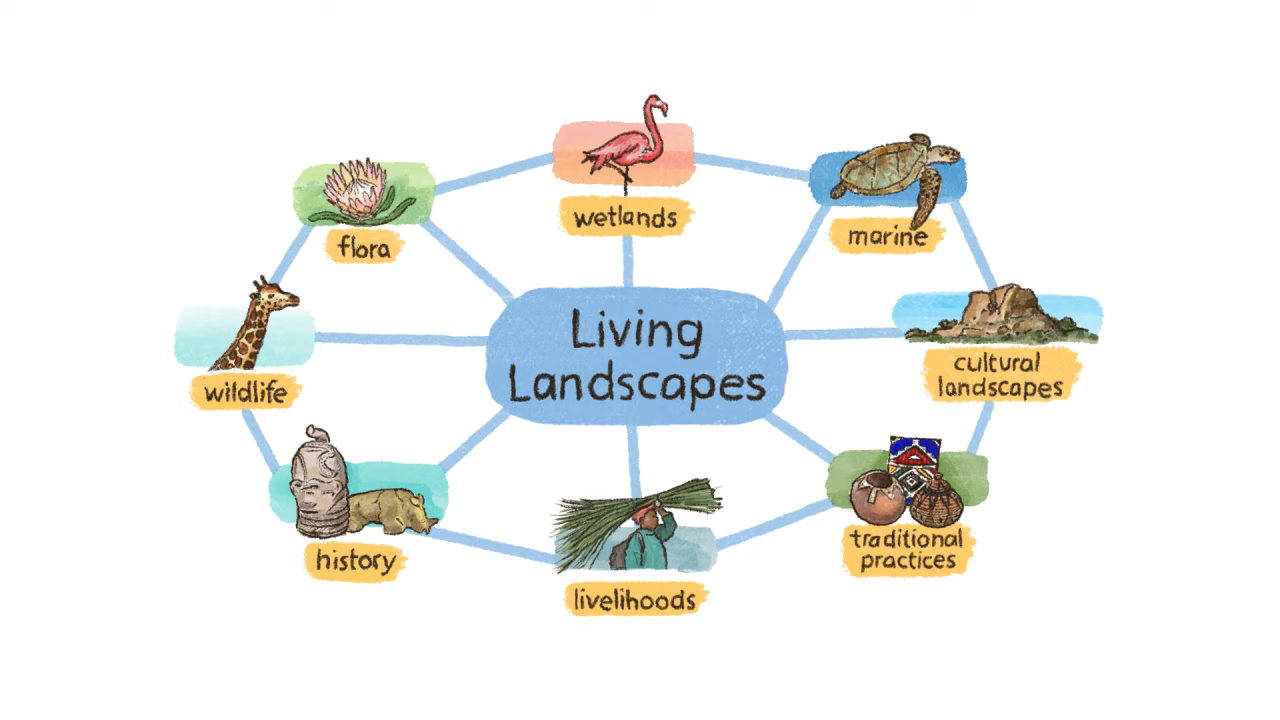 wetlands
flora
marine
Living
Landscapes
wildlife
cultural
landscapes
history
traditional
practices
livelihoods